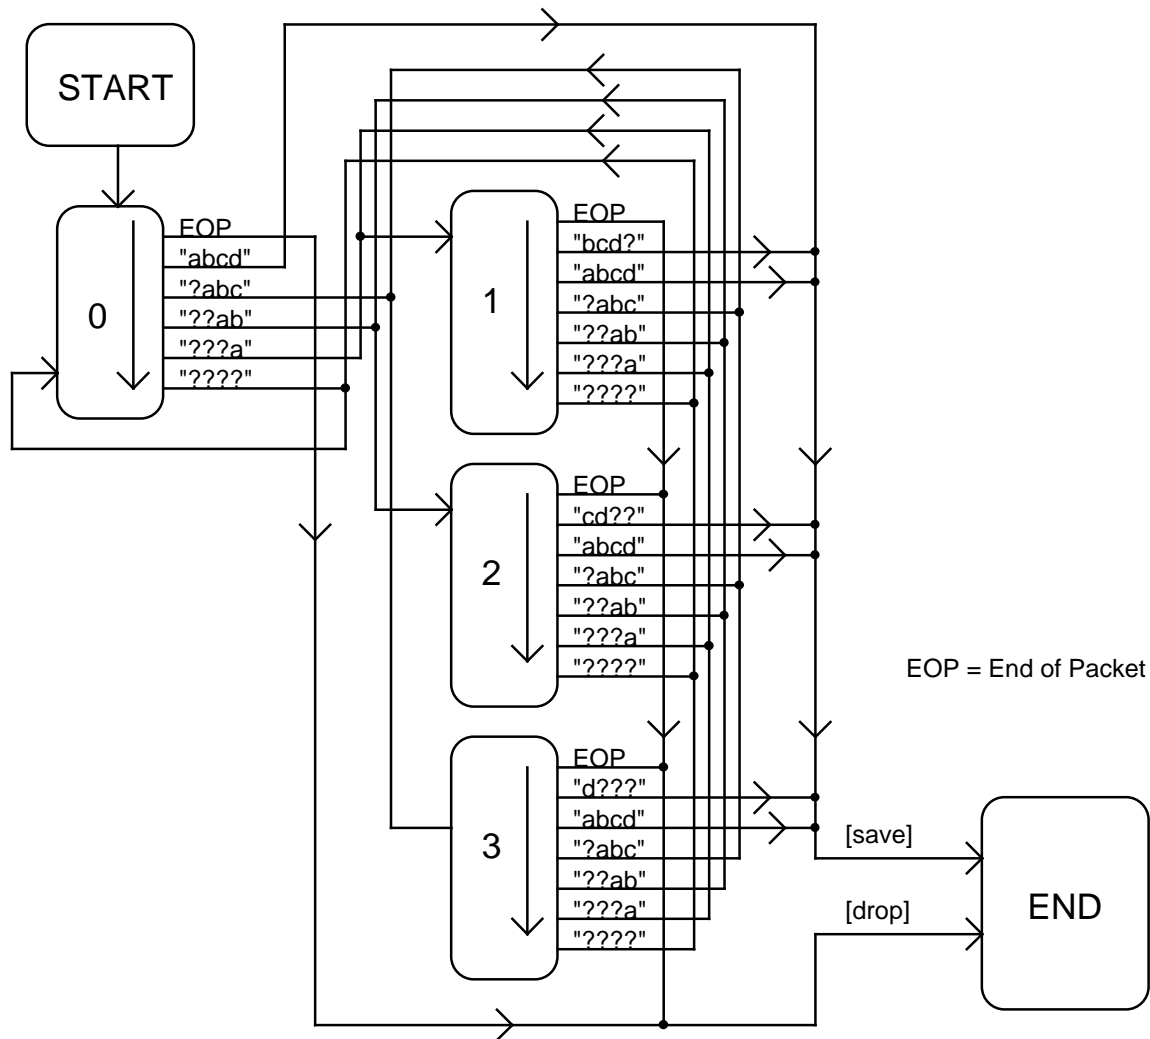 START
0
EOP
"abcd"
"?abc"
"??ab"
"???a"
"????"
1
EOP
"bcd?"
"abcd"
"?abc"
"??ab"
"???a"
"????"
2
EOP
"cd??"
"abcd"
"?abc"
"??ab"
"???a"
"????"
EOP = End of Packet
3
EOP
"d???"
"abcd"
"?abc"
"??ab"
"???a"
"????"
[save]
[drop]
END